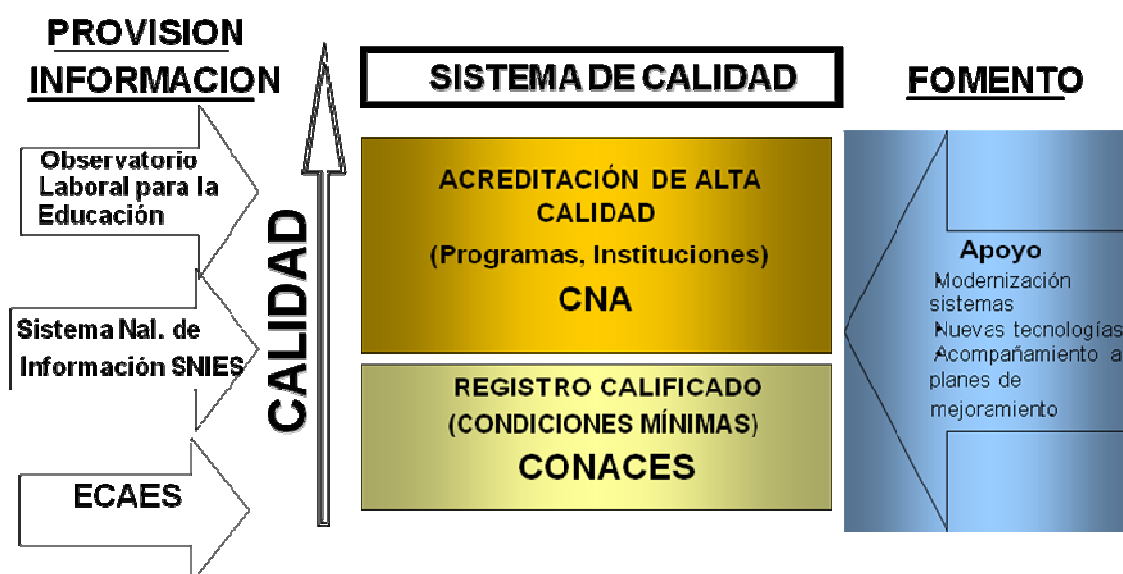 PROVISION
INFORMACION
Observatorio
Laboral para la
Educación
Sistema Nal. de
Información SNIES
ECAES
CALIDAD
SISTEMA DE CALIDAD
ACREDITACIÓN DE ALTA
CALIDAD
(Programas, Instituciones)
CNA
REGISTRO CALIFICADO
(CONDICIONES MÍNIMAS)
CONACES
FOMENTO
Apoyo
Modernización
sistemas
Nuevas tecnologías
Acompañamiento a
planes de
mejoramiento